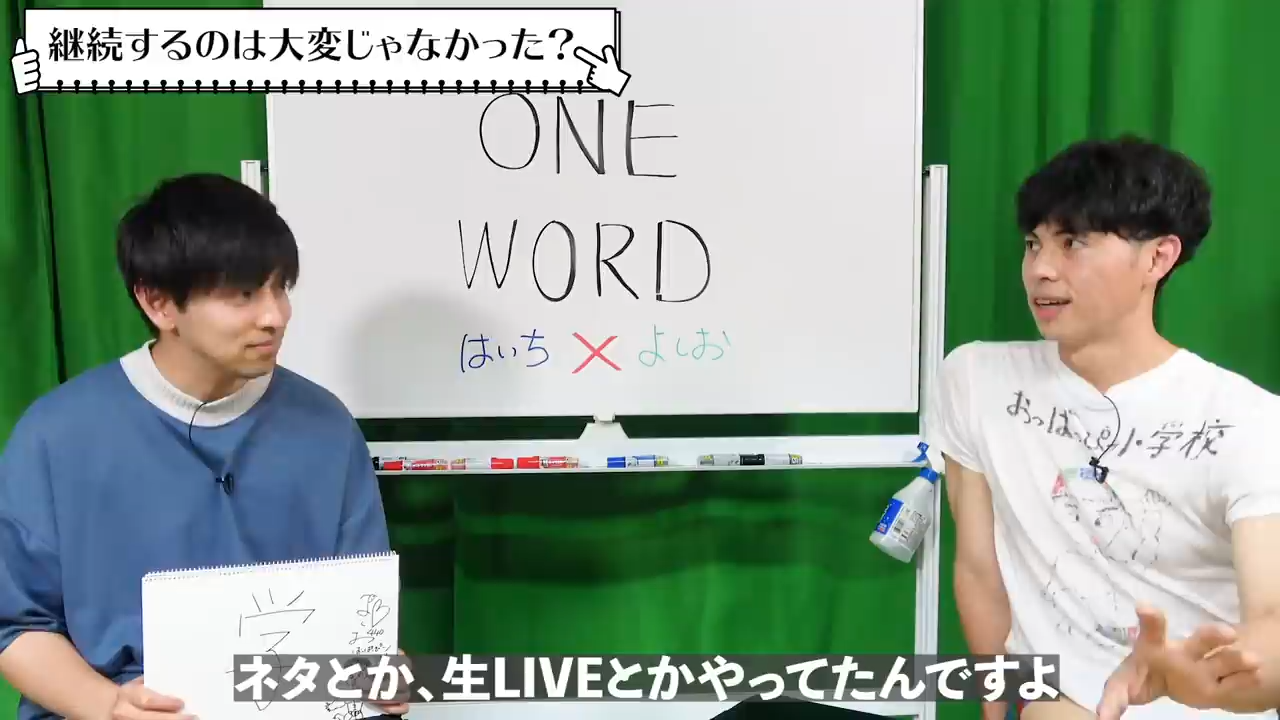 継続するのは大変じゃなかった?
ONE
WORD
はいち × よしお
おっぱっぴー小学校
学
ネタとか、生LIVEとかやってたんですよ